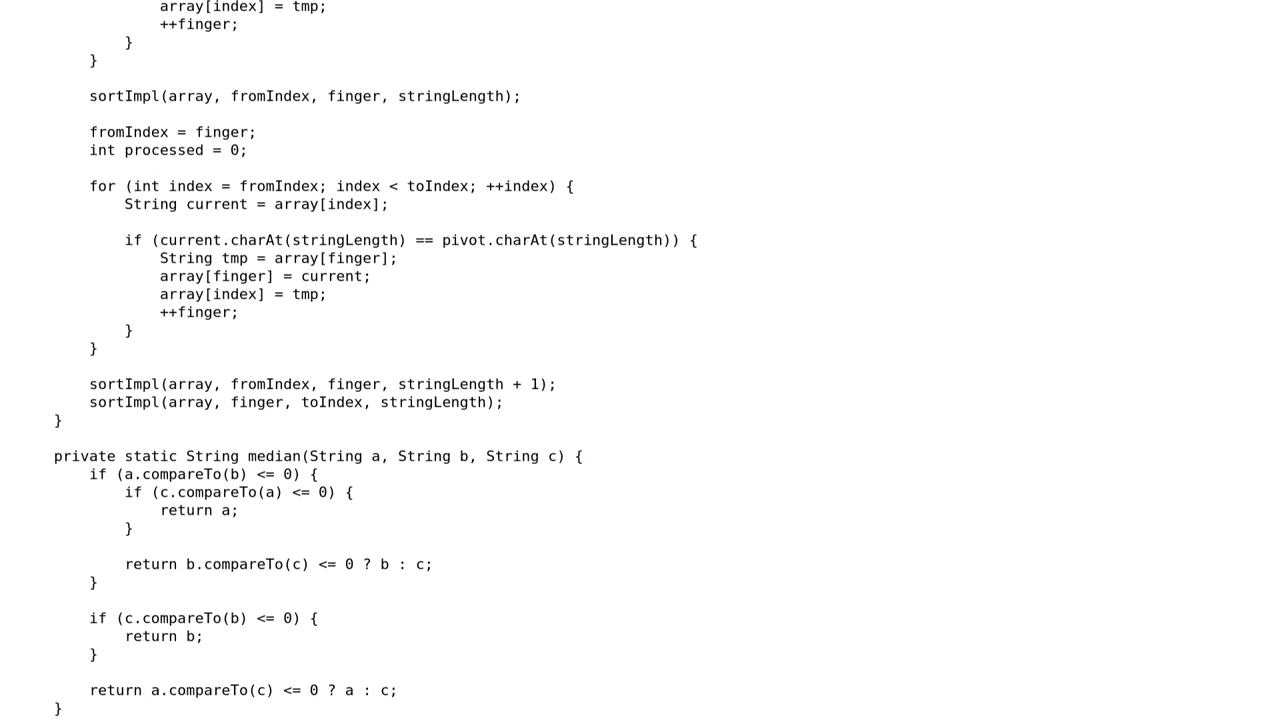 array[index] = tmp;
++finger;
}
}
sortImpl(array, fromIndex, finger, stringLength);
fromIndex = finger;
int processed = 0;
for (int index = fromIndex; index < toIndex; ++index) {
String current = array[index];
if (current.charAt(stringLength) == pivot.charAt(stringLength)) {
String tmp = array[finger];
array[finger] = current;
array[index] = tmp;
++finger;
}
}
sortImpl(array, fromIndex, finger, stringLength + 1);
sortImpl(array, finger, toIndex, stringLength);
}
private static String median(String a, String b, String c) {
if (a.compareTo(b) <= 0) {
if (c.compareTo(a) <= 0) {
return a;
}
return b.compareTo(c) <= 0 ? b : c;
}
if (c.compareTo(b) <= 0) {
return b;
}
return a.compareTo(c) <= 0 ? a : c;
}